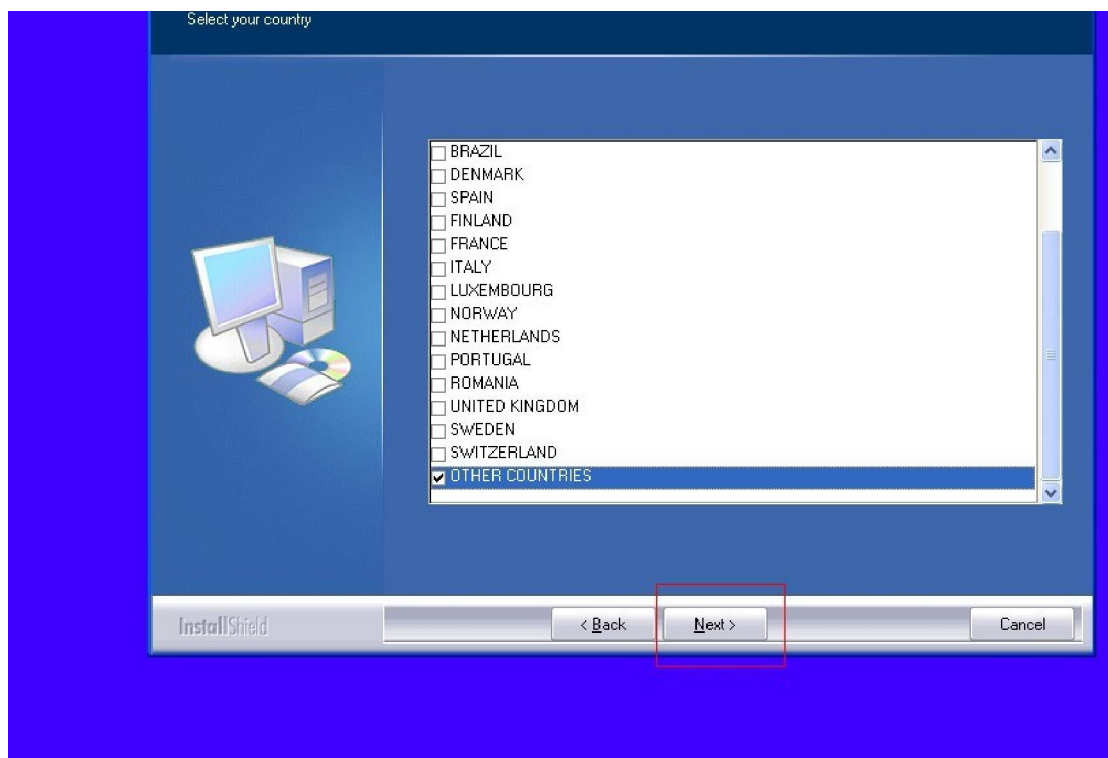 Select your country
BRAZIL
DENMARK
SPAIN
FINLAND
FRANCE
ITALY
LUXEMBOURG
NORWAY
NETHERLANDS
PORTUGAL
ROMANIA
UNITED KINGDOM
SWEDEN
SWITZERLAND
OTHER COUNTRIES
InstallShield
< Back
Next >
Cancel